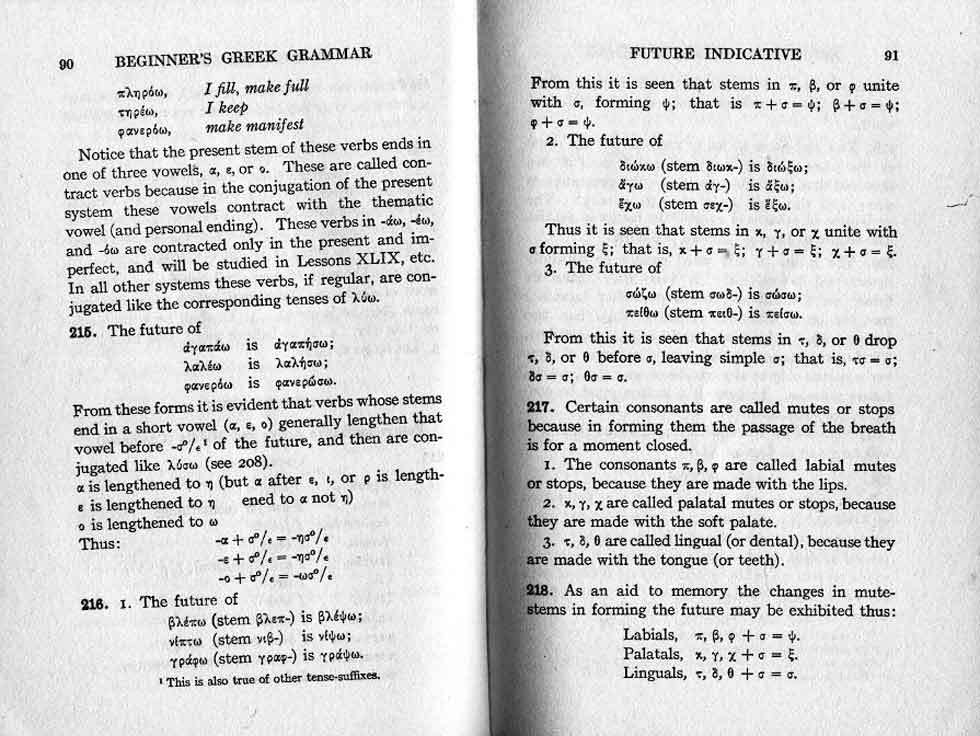 90 BEGINNER'S GREEK GRAMMAR
πληρόω, I fill, make full
τηρέω, I keep
φανερόω, make manifest
Notice that the present stem of these verbs ends in
one of three vowels, α, ε, or ο. These are called con-
tract verbs because in the conjugation of the present
system these vowels contract with the thematic
vowel (and personal ending). These verbs in -άω, -έω,
and -όω are contracted only in the present and im-
perfect, and will be studied in Lessons XLIX, etc.
In all other systems these verbs, if regular, are con-
jugated like the corresponding tenses of λύω.
215. The future of
ἀγαπάω is ἀγαπήσω;
λαλέω is λαλήσω;
φανερόω is φανερώσω.
From these forms it is evident that verbs whose stems
end in a short vowel (α, ε, ο) generally lengthen that
vowel before -σο/ε¹ of the future, and then are con-
jugated like λύσω (see 208).
α is lengthened to η (but α after ε, ι, or ρ is length-
ε is lengthened to η ened to α not η)
ο is lengthened to ω
Thus: -α + σο/ε = -ησο/ε
-ε + σο/ε = -ησο/ε
-ο + σο/ε = -ωσο/ε
216. 1. The future of
βλέπω (stem βλεπ-) is βλέψω;
νίπτω (stem νιβ-) is νίψω;
γράφω (stem γραφ-) is γράψω.
¹ This is also true of other tense-suffixes.
FUTURE INDICATIVE 91
From this it is seen that stems in π, β, or φ unite
with σ, forming ψ; that is π + σ = ψ; β + σ = ψ;
φ + σ = ψ.
2. The future of
διώκω (stem διωκ-) is διώξω;
ἄγω (stem ἀγ-) is ἄξω;
ἔχω (stem σεχ-) is ἕξω.
Thus it is seen that stems in κ, γ, or χ unite with
σ forming ξ; that is, κ + σ = ξ; γ + σ = ξ; χ + σ = ξ.
3. The future of
σώζω (stem σωδ-) is σώσω;
πείθω (stem πειθ-) is πείσω.
From this it is seen that stems in τ, δ, or θ drop
τ, δ, or θ before σ, leaving simple σ; that is, τσ = σ;
δσ = σ; θσ = σ.
217. Certain consonants are called mutes or stops
because in forming them the passage of the breath
is for a moment closed.
1. The consonants π, β, φ are called labial mutes
or stops, because they are made with the lips.
2. κ, γ, χ are called palatal mutes or stops, because
they are made with the soft palate.
3. τ, δ, θ are called lingual (or dental), because they
are made with the tongue (or teeth).
218. As an aid to memory the changes in mute-
stems in forming the future may be exhibited thus:
Labials, π, β, φ + σ = ψ.
Palatals, κ, γ, χ + σ = ξ.
Linguals, τ, δ, θ + σ = σ.